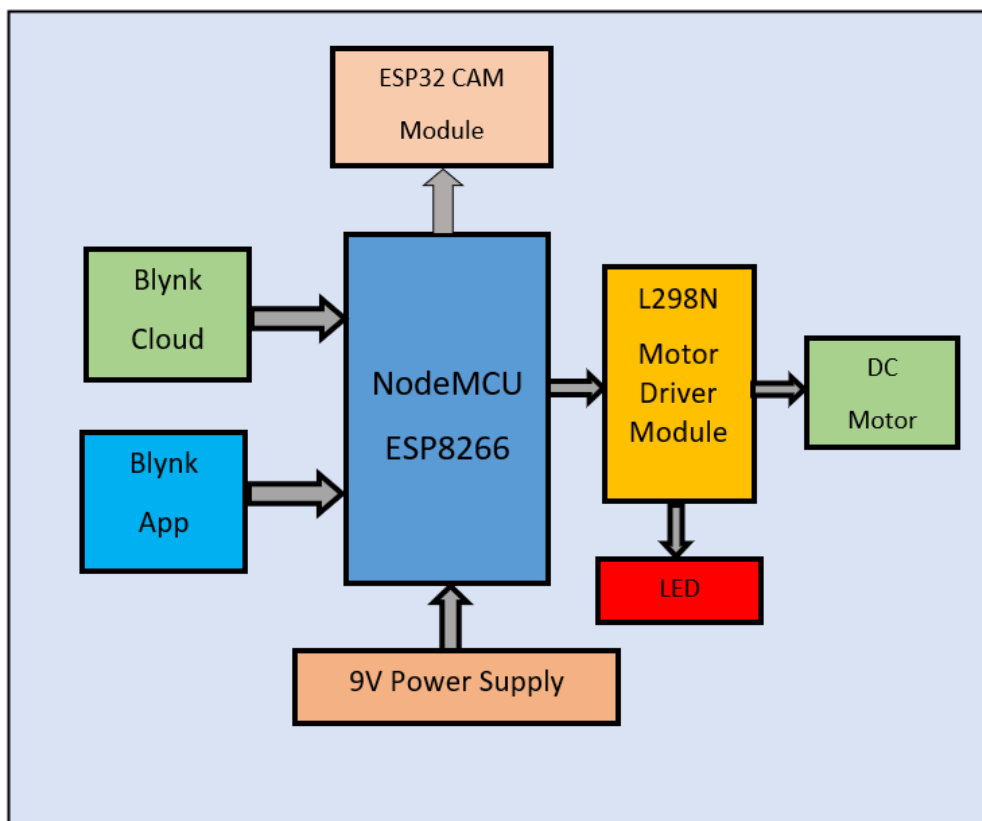 ESP32 CAM
Module
Blynk
Cloud
NodeMCU
ESP8266
L298N
Motor
Driver
Module
DC
Motor
Blynk
App
LED
9V Power Supply